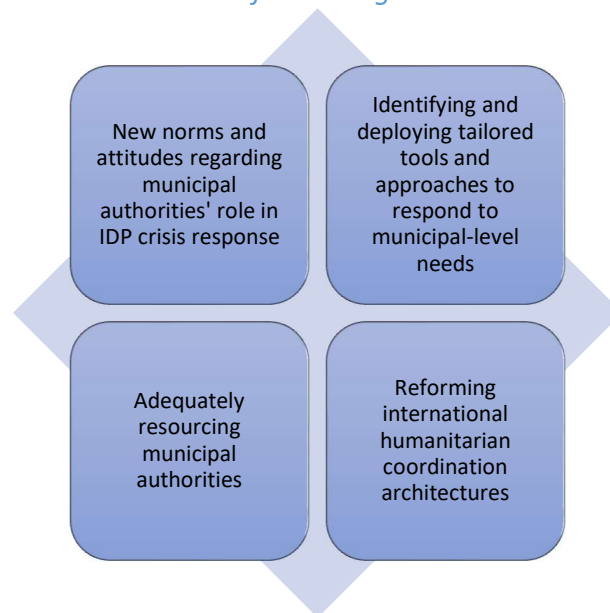 New norms and
attitudes regarding
municipal
authorities' role in
IDP crisis response
Identifying and
deploying tailored
tools and
approaches to
respond to
municipal-level
needs
Adequately
resourcing
municipal
authorities
Reforming
international
humanitarian
coordination
architectures